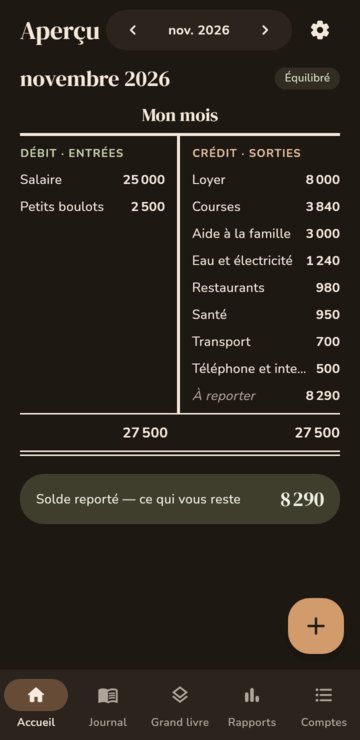 Aperçu
nov. 2026
novembre 2026
Équilibré
Mon mois
DÉBIT · ENTRÉES
Salaire 25 000
Petits boulots 2 500
CRÉDIT · SORTIES
Loyer 8 000
Courses 3 840
Aide à la famille 3 000
Eau et électricité 1 240
Restaurants 980
Santé 950
Transport 700
Téléphone et inte... 500
À reporter 8 290
27 500 27 500
Solde reporté — ce qui vous reste 8 290
Accueil Journal Grand livre Rapports Comptes